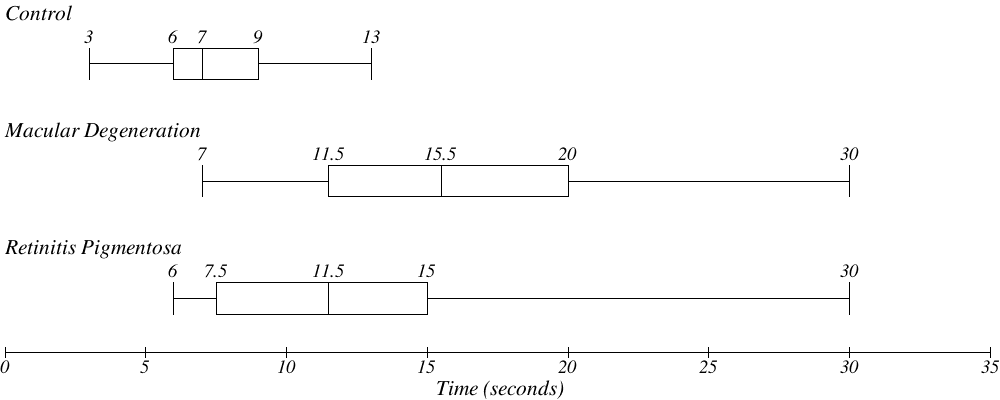 Control
3 6 7 9 13
Macular Degeneration
7 11.5 15.5 20 30
Retinitis Pigmentosa
6 7.5 11.5 15 30
0 5 10 15 20 25 30 35
Time (seconds)